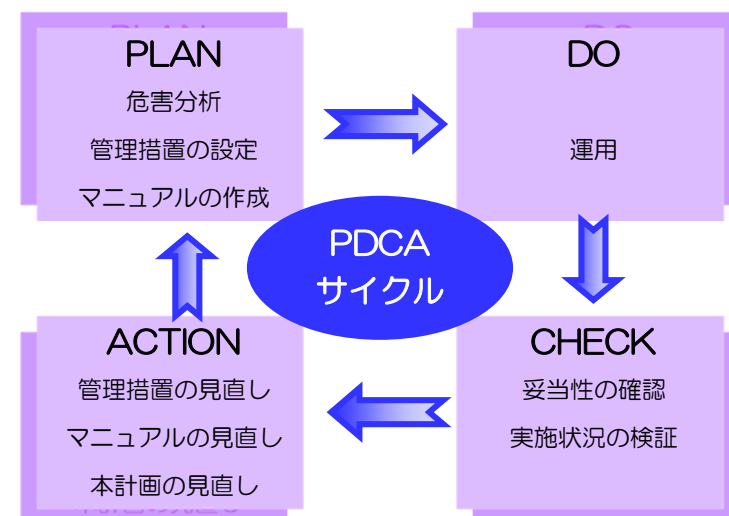 PLAN
危害分析
管理措置の設定
マニュアルの作成
DO
運用
PDCA
サイクル
ACTION
管理措置の見直し
マニュアルの見直し
本計画の見直し
CHECK
妥当性の確認
実施状況の検証